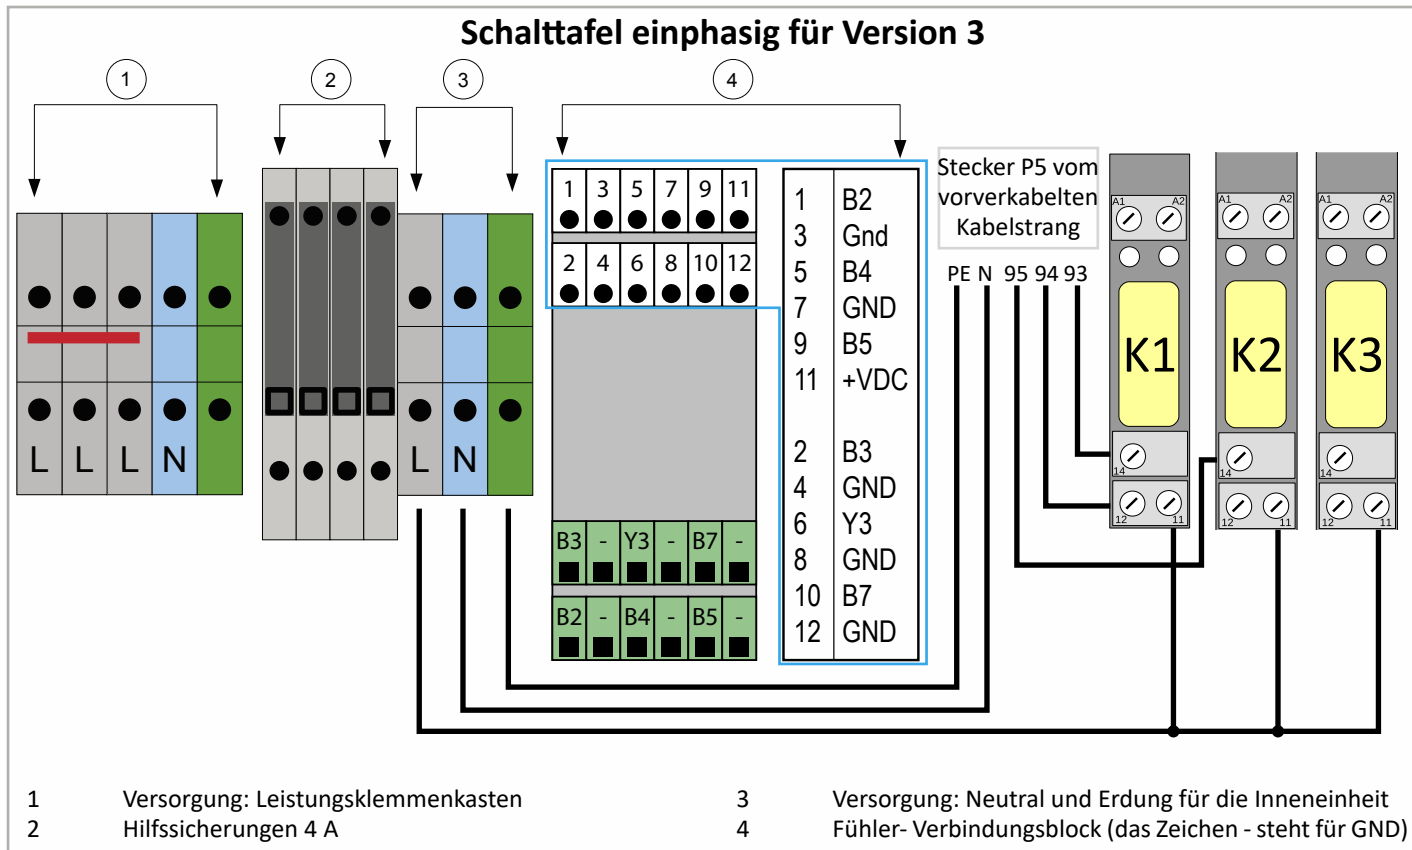 Schalttafel einphasig für Version 3
1 2 3 4
L L L N
L N
1 3 5 7 9 11
2 4 6 8 10 12
B3 - Y3 - B7 -
B2 - B4 - B5 -
1 B2
3 Gnd
5 B4
7 GND
9 B5
11 +VDC
2 B3
4 GND
6 Y3
8 GND
10 B7
12 GND
Stecker P5 vom
vorverkabelten
Kabelstrang
PE N 95 94 93
A1 A2
K1
14
12 11
A1 A2
K2
14
12 11
A1 A2
K3
14
12 11
1 Versorgung: Leistungsklemmenkasten
2 Hilfssicherungen 4 A
3 Versorgung: Neutral und Erdung für die Inneneinheit
4 Fühler- Verbindungsblock (das Zeichen - steht für GND)